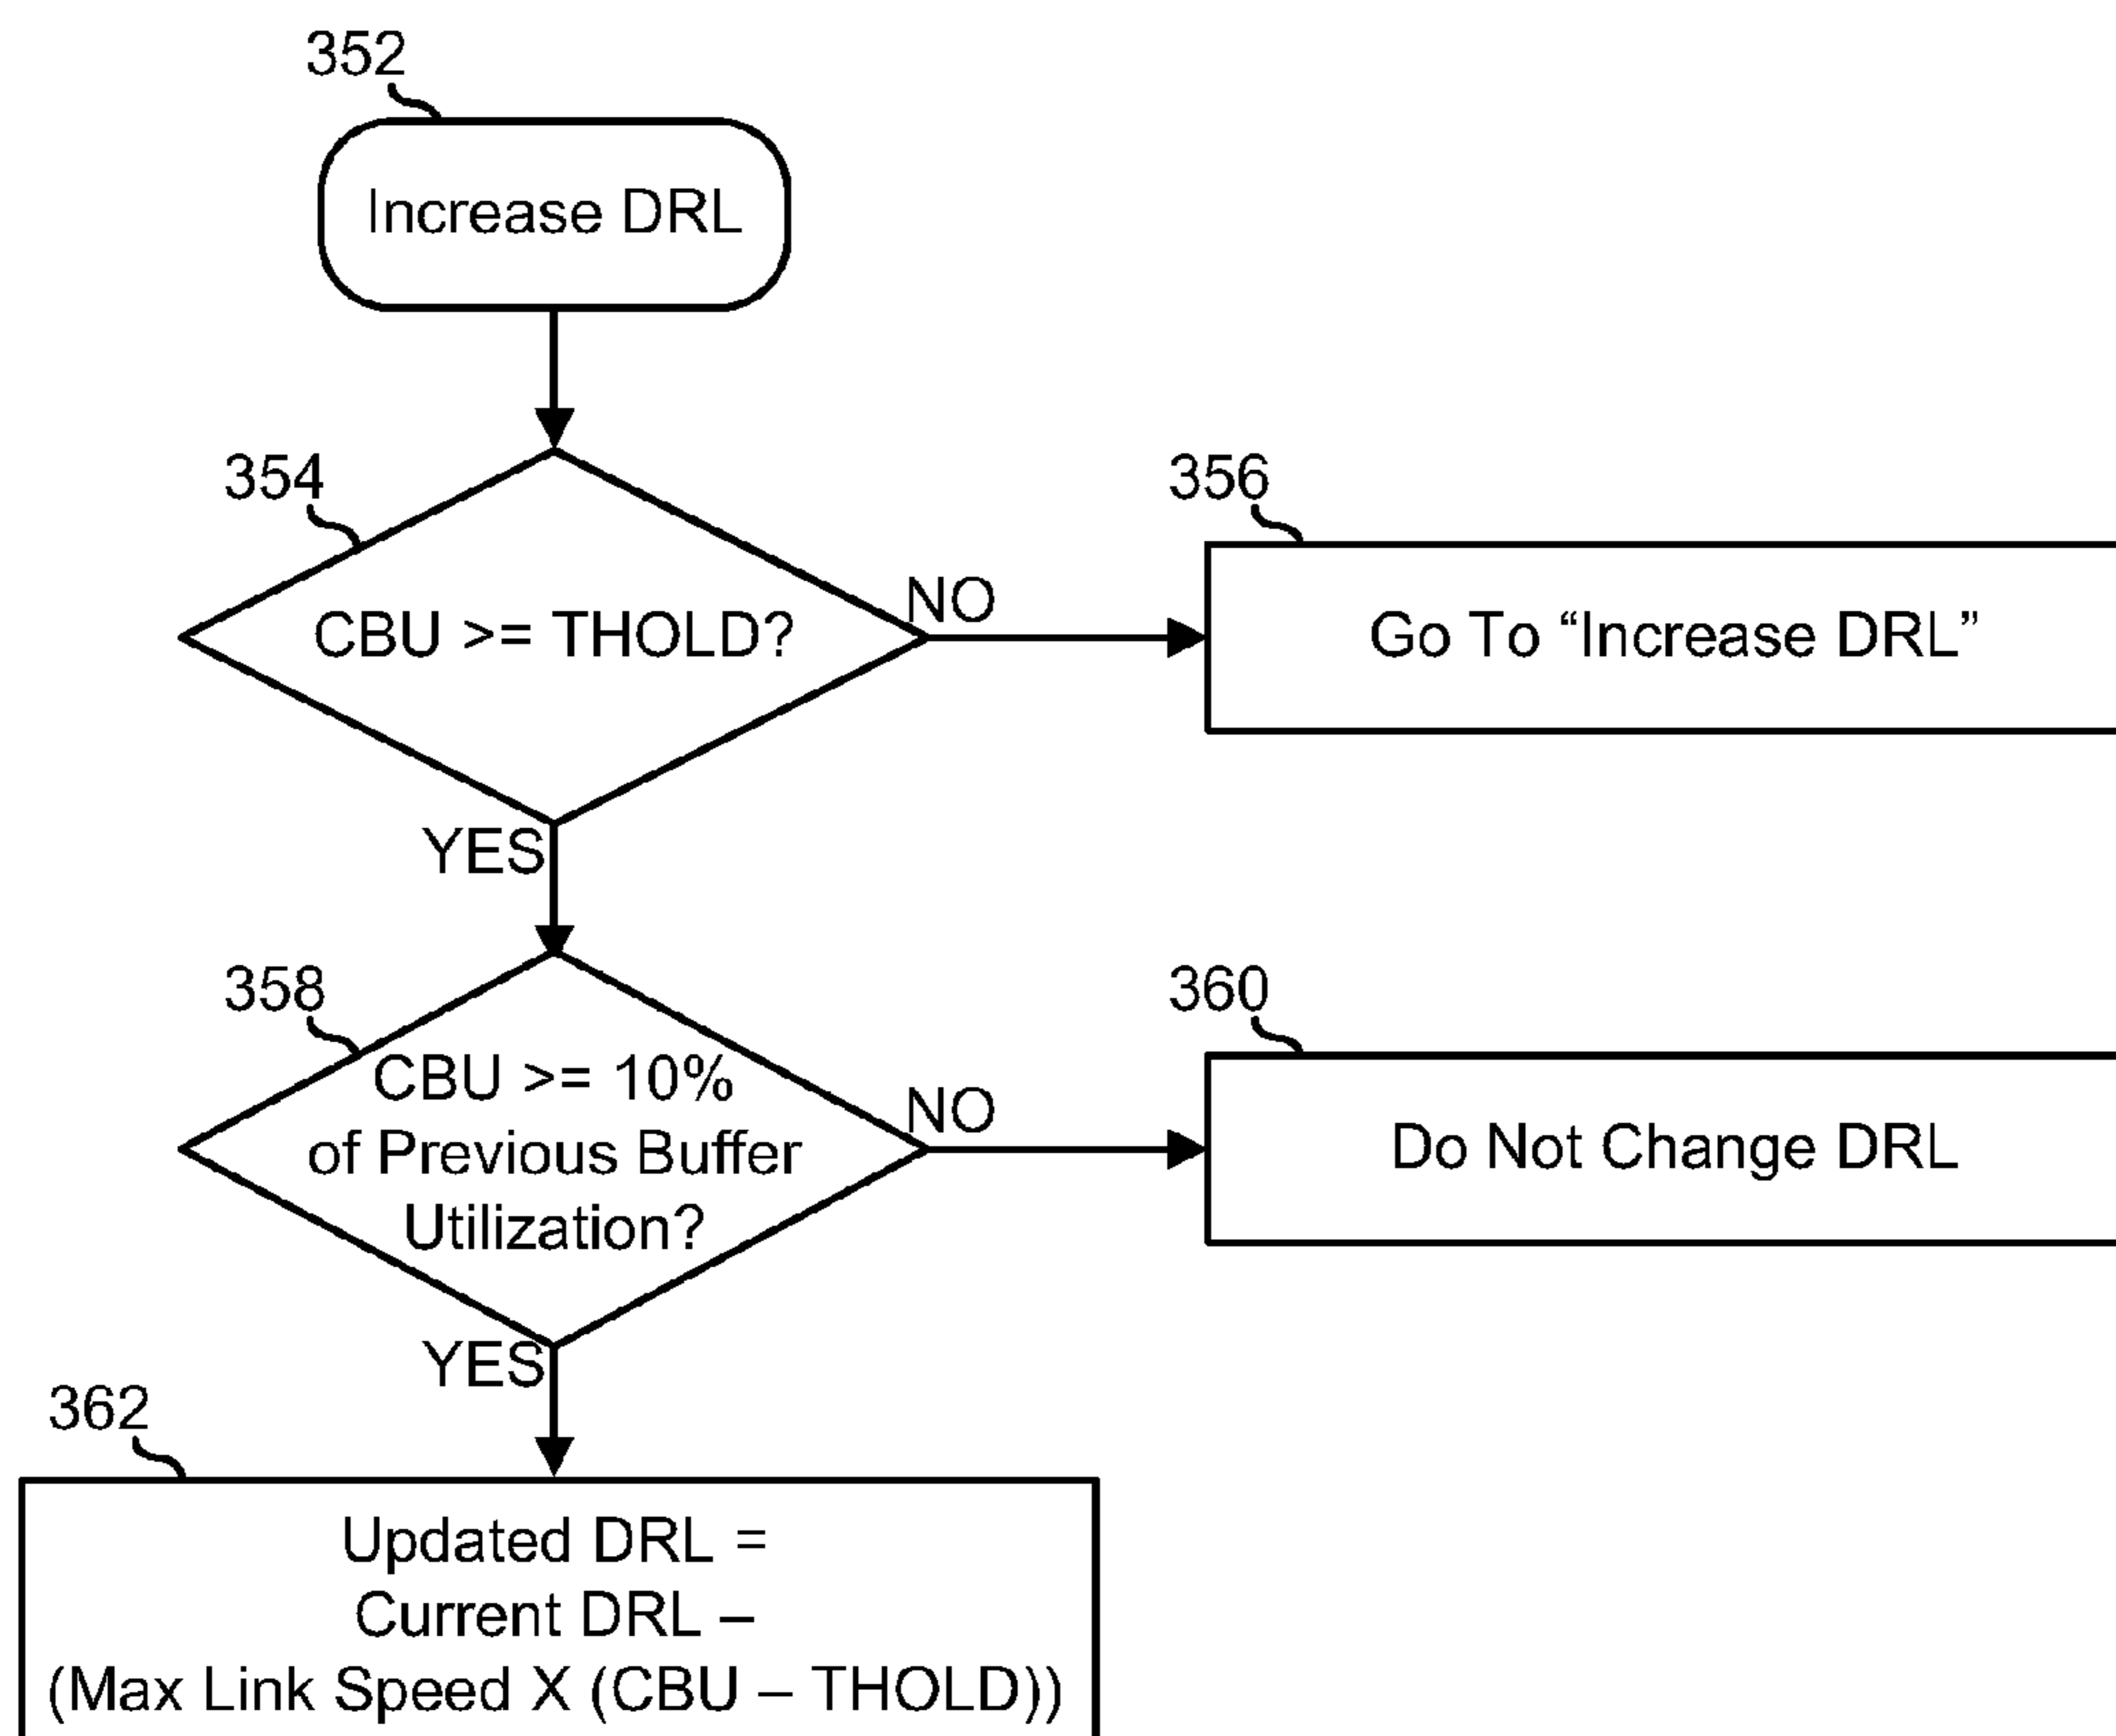 352
Increase DRL
354
CBU >= THOLD?
NO
356
Go To “Increase DRL”
YES
358
CBU >= 10%
of Previous Buffer
Utilization?
NO
360
Do Not Change DRL
YES
362
Updated DRL =
Current DRL –
(Max Link Speed X (CBU – THOLD))